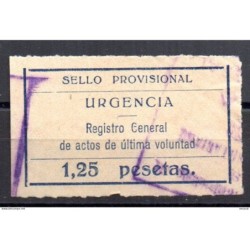 SELLO PROVISIONAL
URGENCIA
Registro General
de actos de última voluntad
1,25 pesetas.